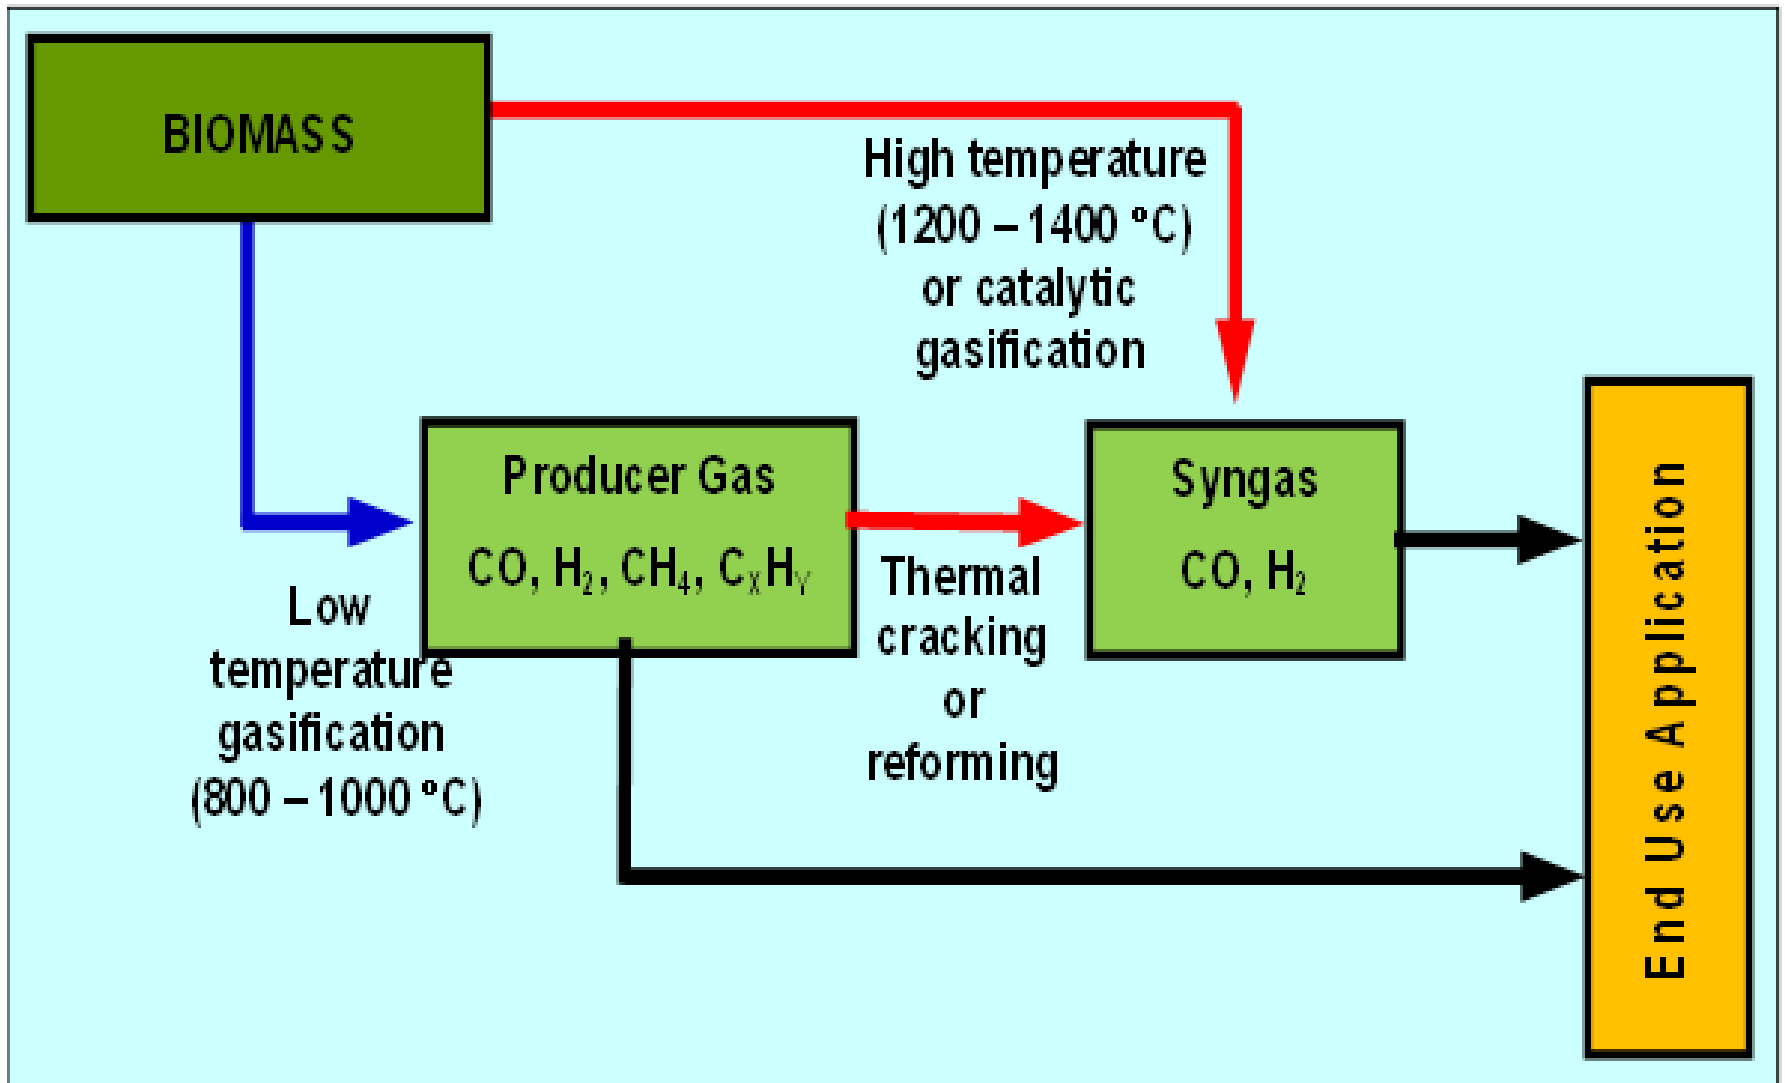 BIOMASS
High temperature
(1200 – 1400 °C)
or catalytic
gasification
Producer Gas
CO, H₂, CH₄, CₓHᵧ
Syngas
CO, H₂
Low
temperature
gasification
(800 – 1000 °C)
Thermal
cracking
or
reforming
End Use Application